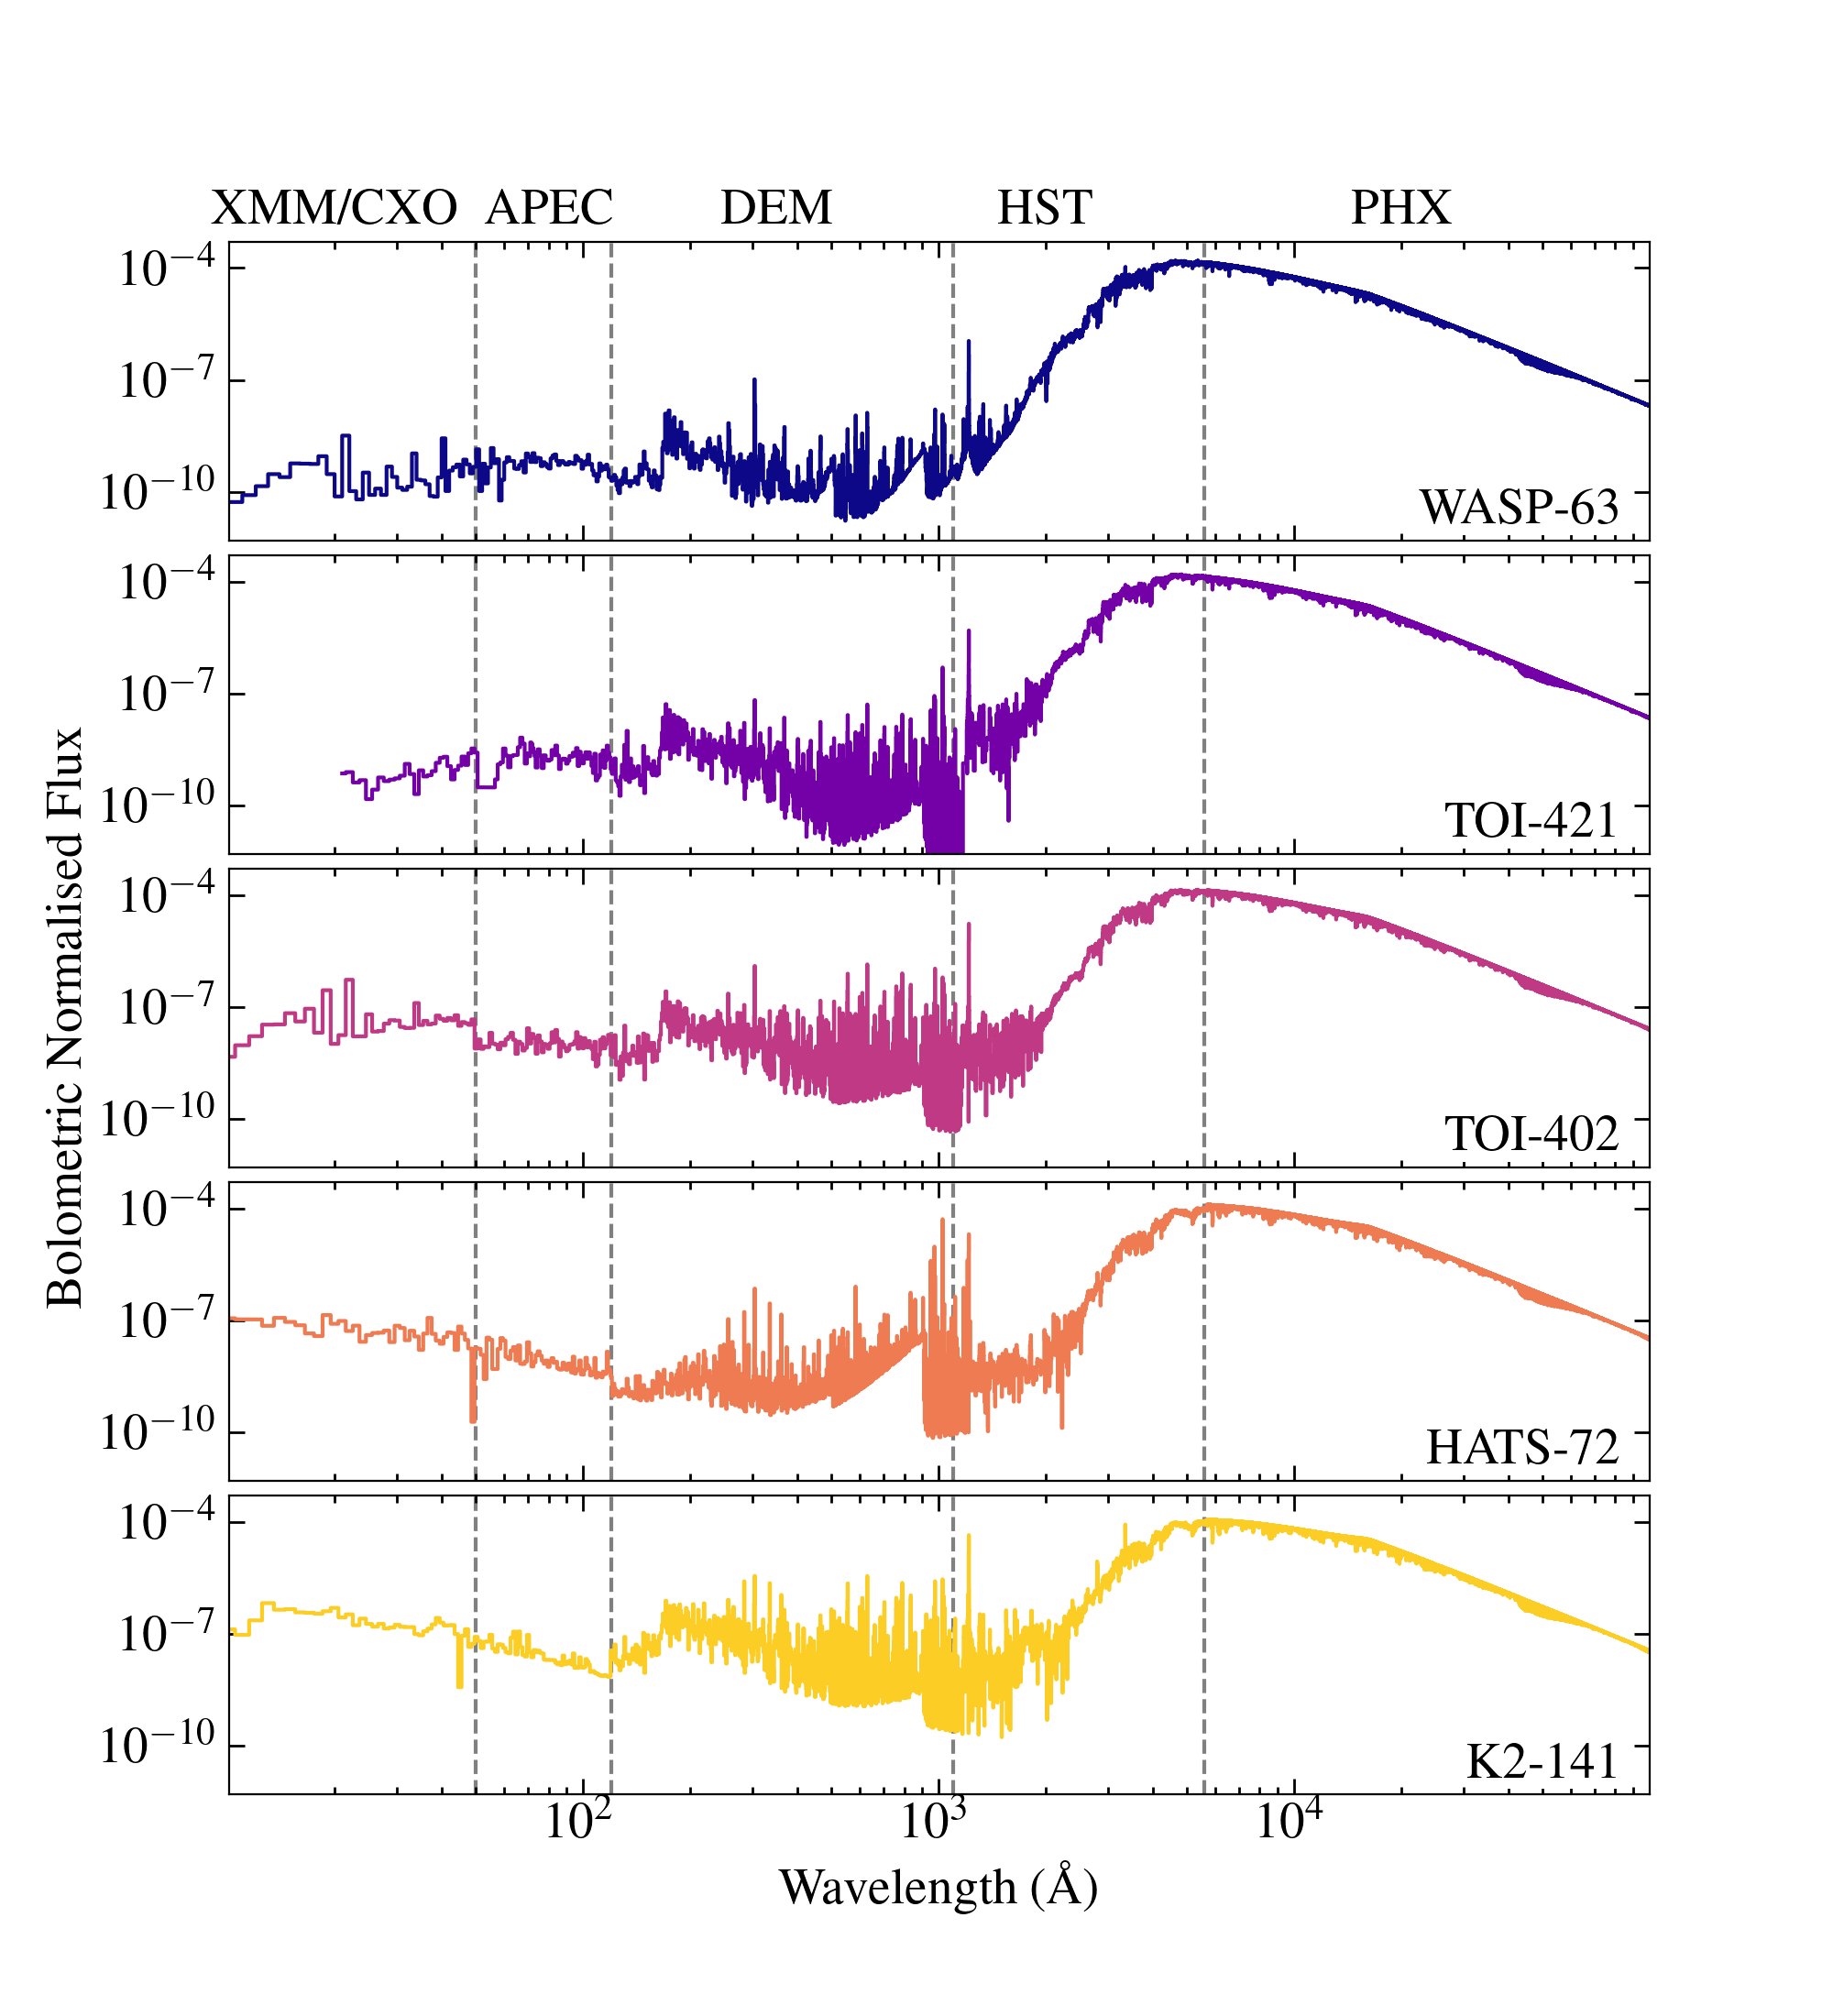 XMM/CXO APEC DEM HST PHX
10⁻⁴
10⁻⁷
10⁻¹⁰
WASP-63
10⁻⁴
10⁻⁷
10⁻¹⁰
TOI-421
10⁻⁴
10⁻⁷
10⁻¹⁰
TOI-402
10⁻⁴
10⁻⁷
10⁻¹⁰
HATS-72
10⁻⁴
10⁻⁷
10⁻¹⁰
K2-141
Bolometric Normalised Flux
10² 10³ 10⁴
Wavelength (Å)